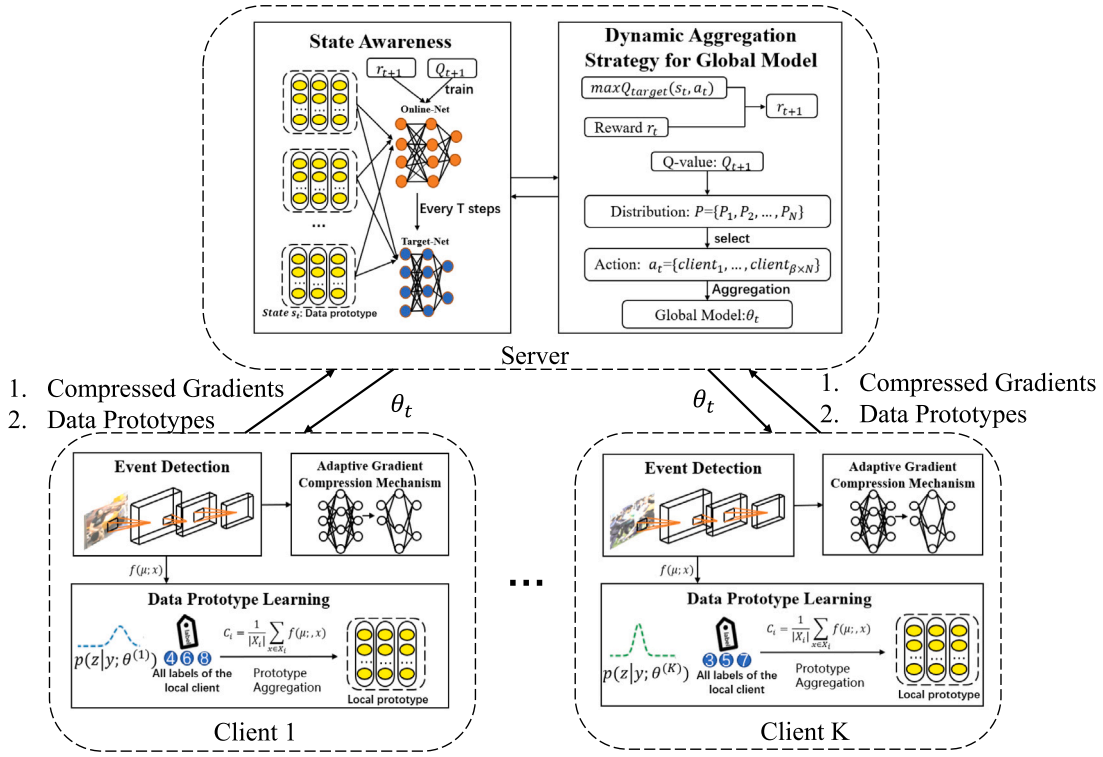 State Awareness
r_{t+1}
Q_{t+1}
train
Online-Net
...
...
...
...
...
...
...
Every T steps
Target-Net
...
...
...
State s_t: Data prototype
Dynamic Aggregation
Strategy for Global Model
maxQ_{target}(s_t, a_t)
r_{t+1}
Reward r_t
Q-value: Q_{t+1}
Distribution: P={P_1, P_2, ..., P_N}
select
Action: a_t={client_1, ..., client_{β×N}}
Aggregation
Global Model:θ_t
Server
1. Compressed Gradients
2. Data Prototypes
θ_t
θ_t
1. Compressed Gradients
2. Data Prototypes
Event Detection
Adaptive Gradient
Compression Mechanism
f(μ;x)
Data Prototype Learning
p(z|y; θ^{(1)})
label
4 6 8
All labels of the
local client
C_i = \frac{1}{|X_i|} \sum_{x∈X_i} f(μ;,x)
Prototype
Aggregation
...
...
...
Local prototype
Client 1
...
Event Detection
Adaptive Gradient
Compression Mechanism
f(μ;x)
Data Prototype Learning
p(z|y; θ^{(K)})
label
3 5 7
All labels of the
local client
C_i = \frac{1}{|X_i|} \sum_{x∈X_i} f(μ;,x)
Prototype
Aggregation
...
...
...
Local prototype
Client K